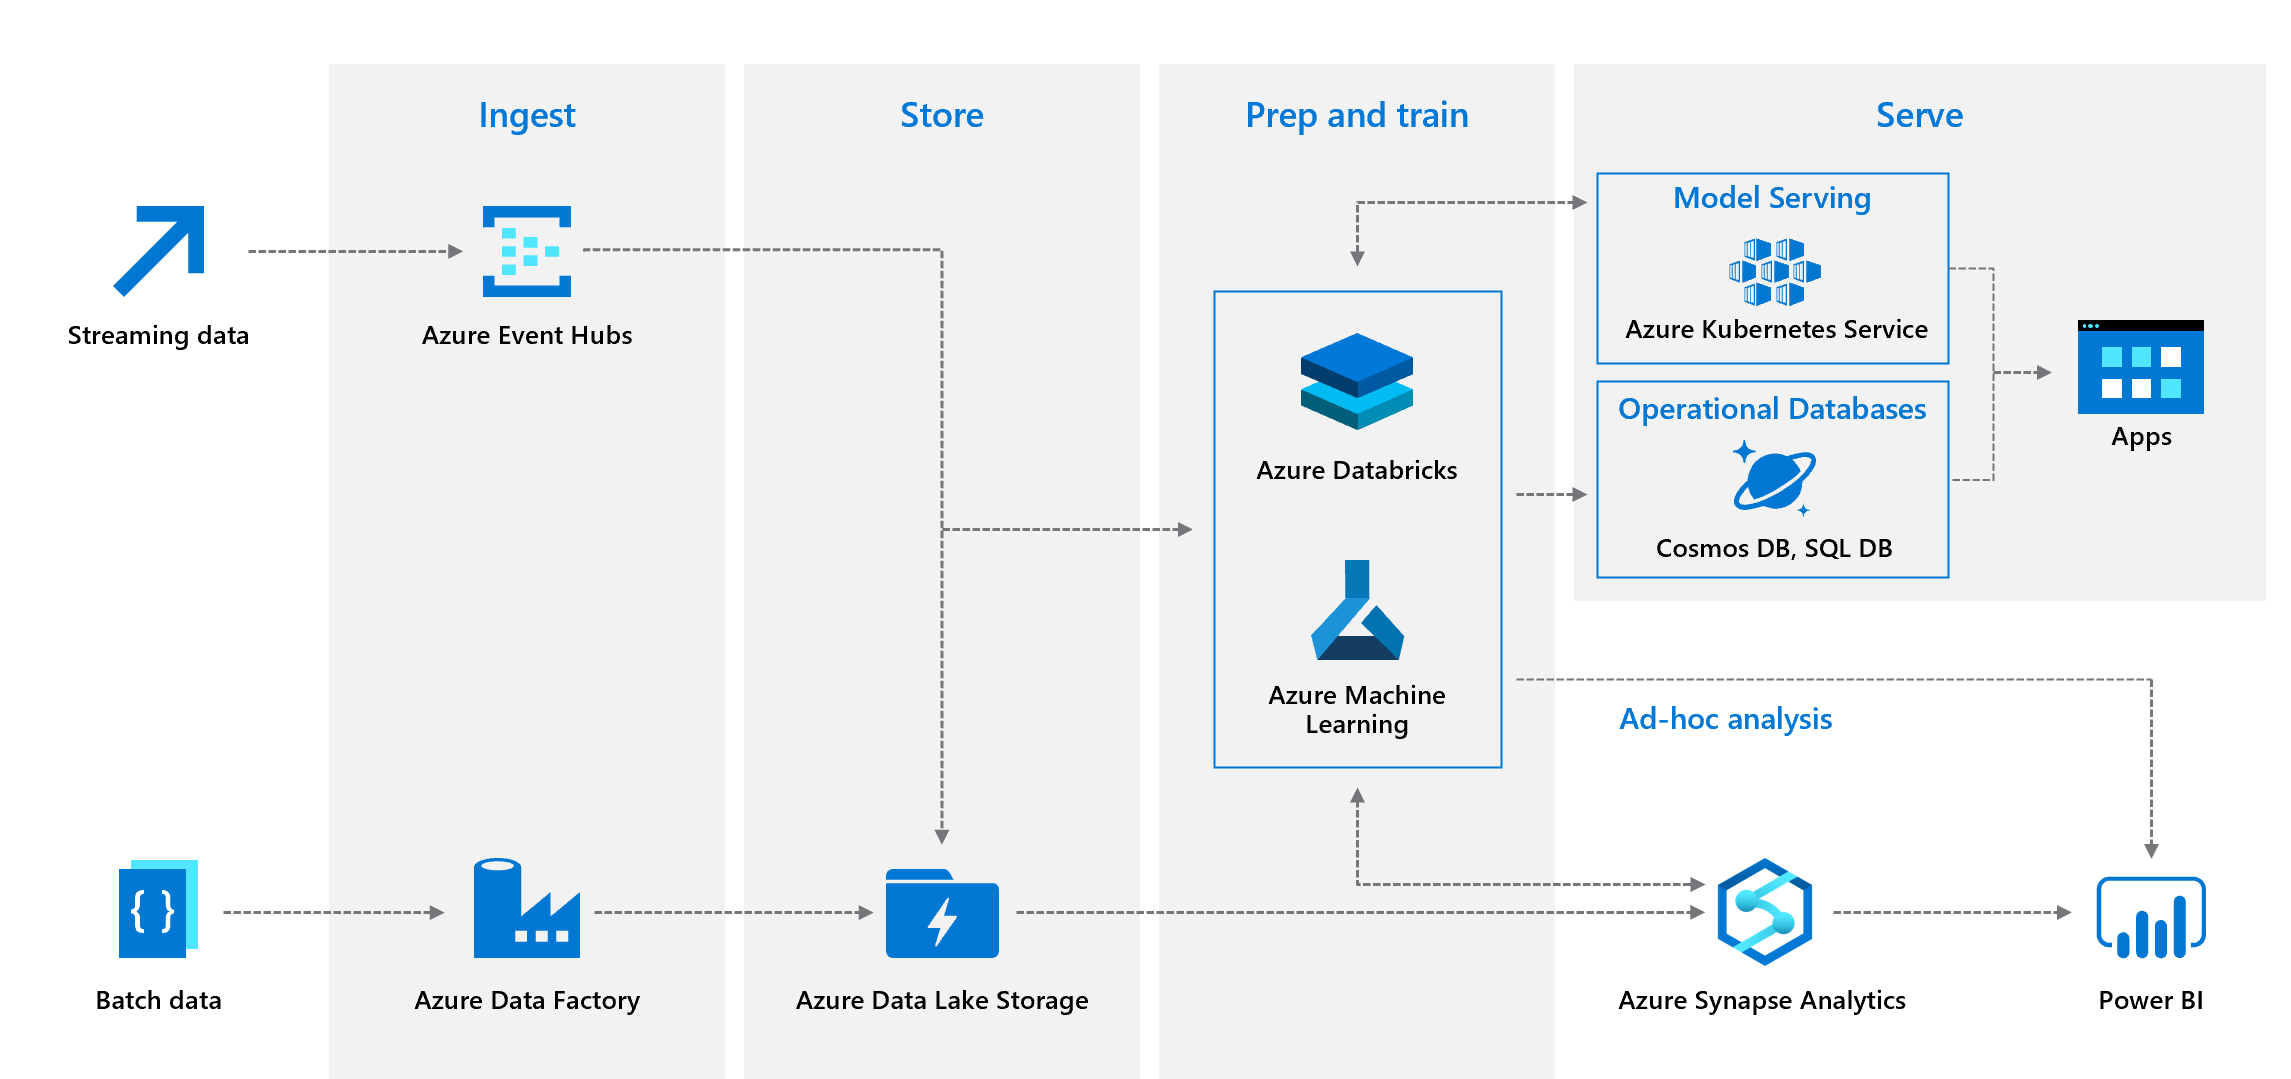 Ingest
Store
Prep and train
Serve
Streaming data
Azure Event Hubs
Model Serving
Azure Kubernetes Service
Operational Databases
Cosmos DB, SQL DB
Apps
Azure Databricks
Azure Machine
Learning
Ad-hoc analysis
{ }
Batch data
Azure Data Factory
Azure Data Lake Storage
Azure Synapse Analytics
Power BI